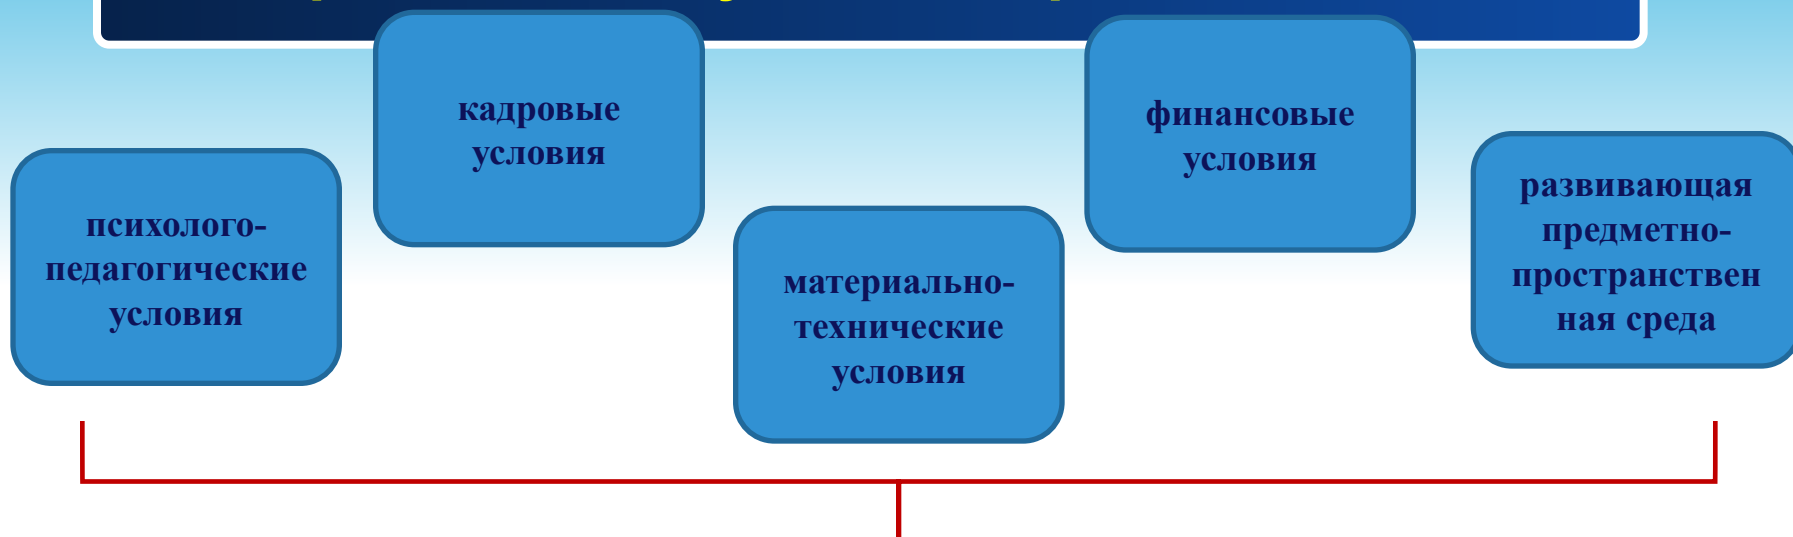 кадровые
условия
финансовые
условия
психолого-
педагогические
условия
материально-
технические
условия
развивающая
предметно-
пространствен
ная среда